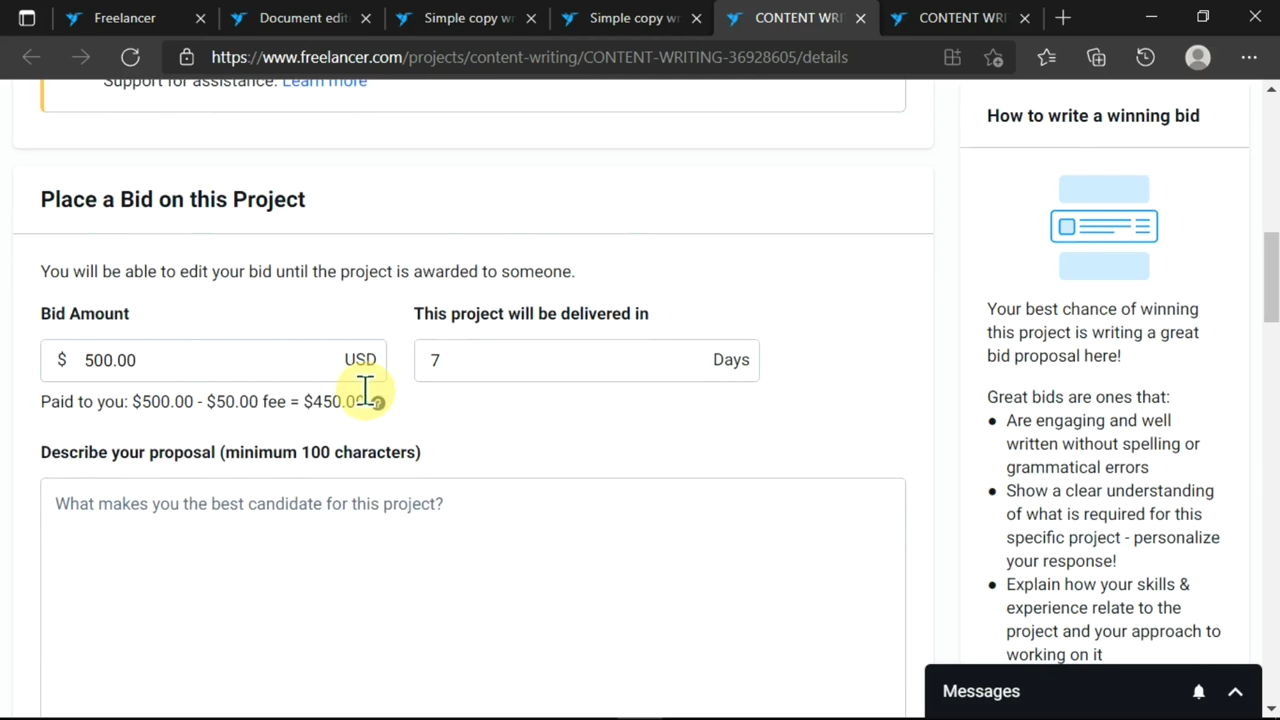 Freelancer
Document edit
Simple copy wr
Simple copy wr
CONTENT WRI
CONTENT WR
https://www.freelancer.com/projects/content-writing/CONTENT-WRITING-36928605/details
Support for assistance. Learn more
Place a Bid on this Project
You will be able to edit your bid until the project is awarded to someone.
Bid Amount
This project will be delivered in
$ 500.00 USD
7 Days
Paid to you: $500.00 - $50.00 fee = $450.00
Describe your proposal (minimum 100 characters)
What makes you the best candidate for this project?
How to write a winning bid
Your best chance of winning
this project is writing a great
bid proposal here!
Great bids are ones that:
● Are engaging and well
written without spelling or
grammatical errors
● Show a clear understanding
of what is required for this
specific project - personalize
your response!
● Explain how your skills &
experience relate to the
project and your approach to
working on it
Messages